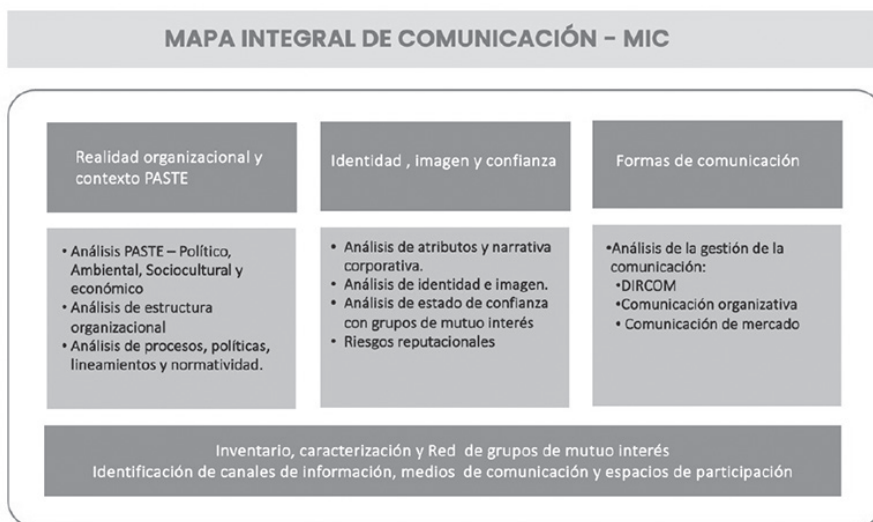 MAPA INTEGRAL DE COMUNICACIÓN - MIC
Realidad organizacional y
contexto PASTE
• Análisis PASTE – Político,
Ambiental, Sociocultural y
económico
• Análisis de estructura
organizacional
• Análisis de procesos, políticas,
lineamientos y normatividad.
Identidad , imagen y confianza
• Análisis de atributos y narrativa
corporativa.
• Análisis de identidad e imagen.
• Análisis de estado de confianza
con grupos de mutuo interés
• Riesgos reputacionales
Formas de comunicación
•Análisis de la gestión de la
comunicación:
•DIRCOM
•Comunicación organizativa
• Comunicación de mercado
Inventario, caracterización y Red de grupos de mutuo interés
Identificación de canales de información, medios de comunicación y espacios de participación